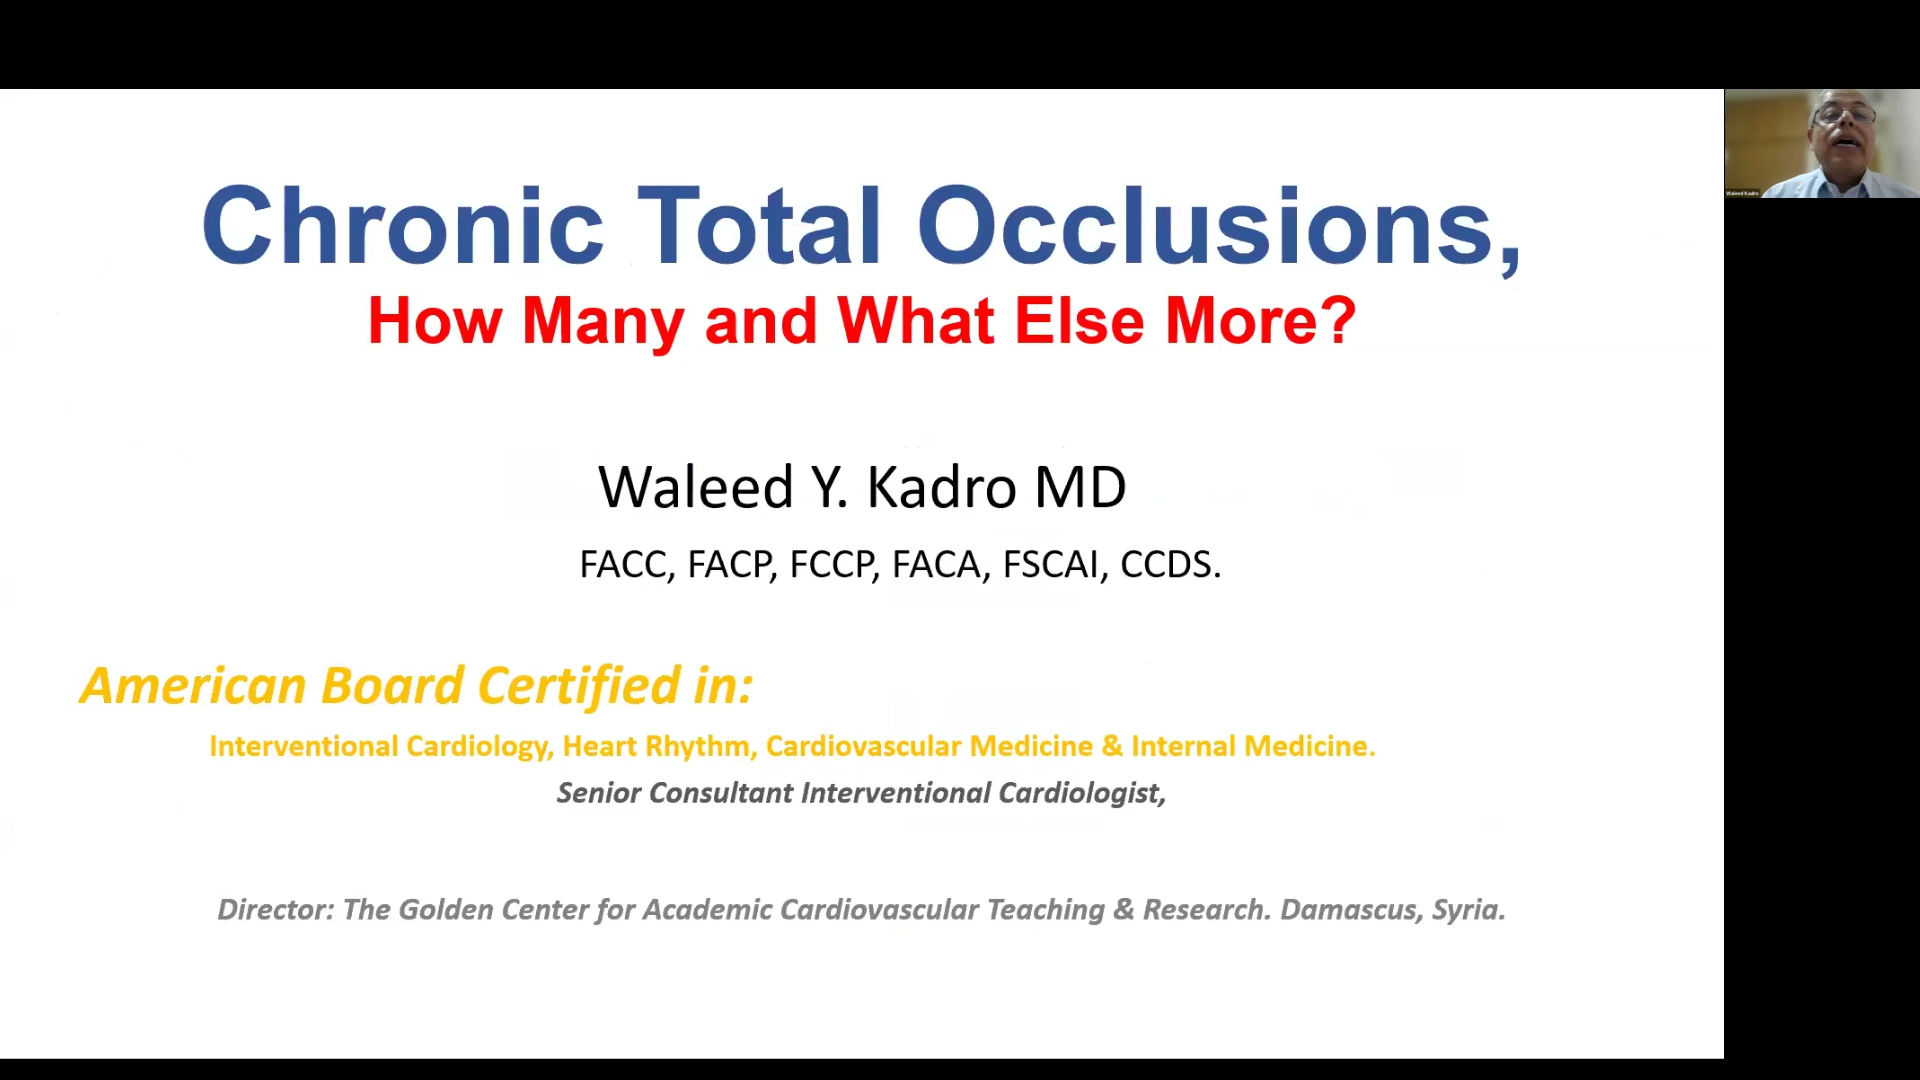 Chronic Total Occlusions,
How Many and What Else More?
Waleed Y. Kadro MD
FACC, FACP, FCCP, FACA, FSCAI, CCDS.
American Board Certified in:
Interventional Cardiology, Heart Rhythm, Cardiovascular Medicine & Internal Medicine.
Senior Consultant Interventional Cardiologist,
Director: The Golden Center for Academic Cardiovascular Teaching & Research. Damascus, Syria.
Waleed Kadro